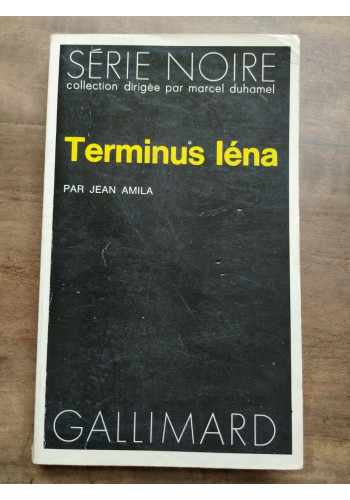 SÉRIE NOIRE
collection dirigée par marcel duhamel
Terminus Iéna
PAR JEAN AMILA
GALLIMARD